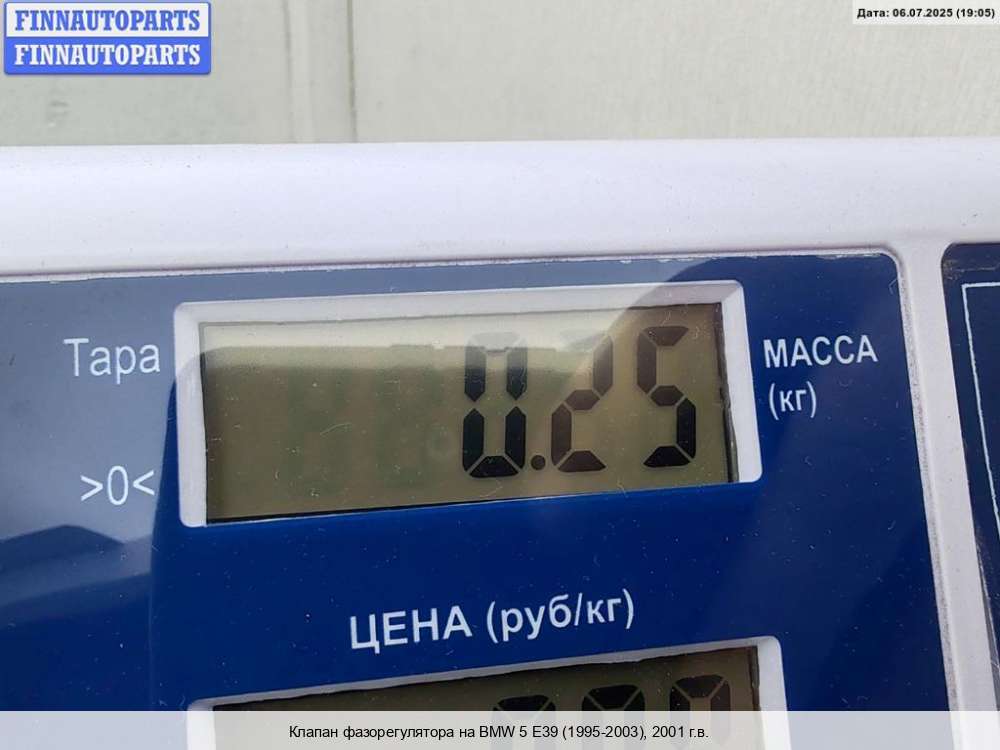 FINNAUTOPARTS
FINNAUTOPARTS
Дата: 06.07.2025 (19:05)
Тара
0.25
МАССА
(кг)
>0<
ЦЕНА (руб/кг)
Клапан фазорегулятора на BMW 5 E39 (1995-2003), 2001 г.в.